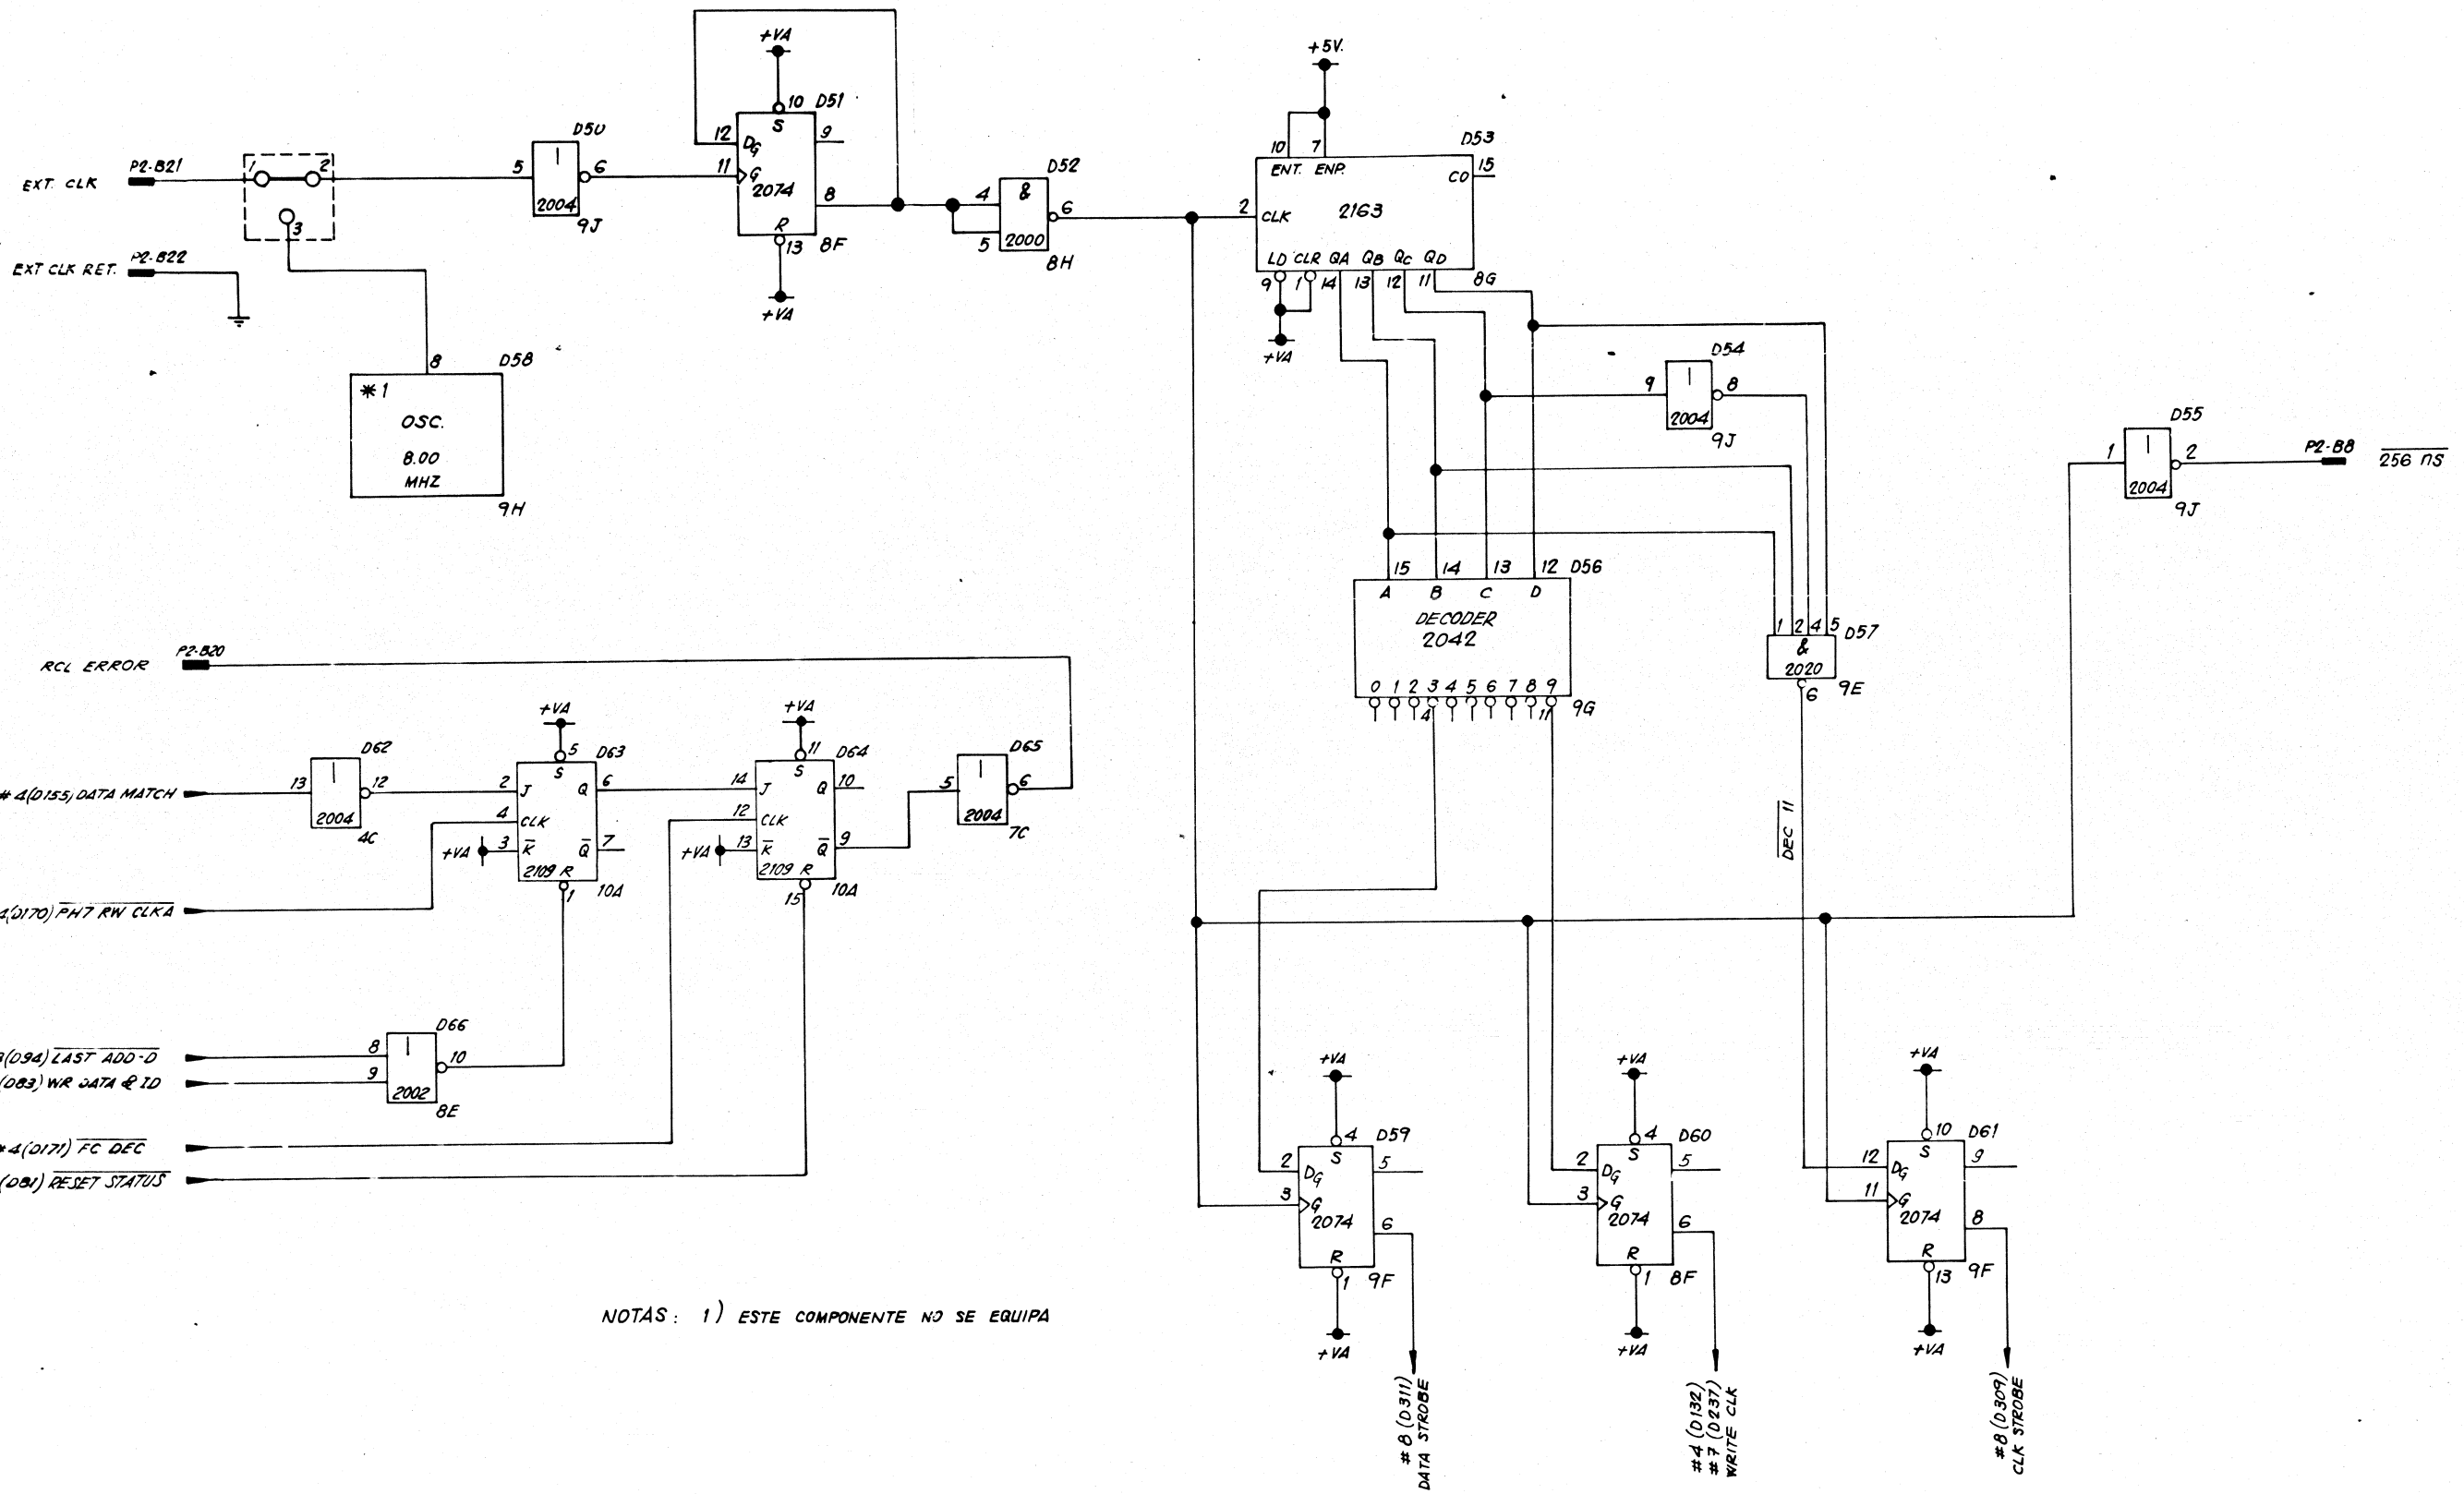 EXT. CLK
P2-B21
1
2
3
EXT CLK RET.
P2-B22
5
D50
2004
6
9J
+VA
10
D51
S
12
DG
9
11
G
2074
8
R
13
8F
+VA
D52
4
&
5
2000
6
8H
+5V.
10
7
D53
ENT. ENP.
15
CO
2
CLK
2163
LD CLR QA QB QC QD
9
1
14
13
12
11
8G
+VA
8
D58
*1
OSC.
8.00
MHZ
9H
D54
9
8
2004
9J
D55
1
2
2004
9J
P2-B8
256 ns
15
14
13
12
D56
A
B
C
D
DECODER
2042
0 1 2 3 4 5 6 7 8 9
4
11
9G
1 2 4 5
D57
&
2020
6
9E
DEC 11
RCL ERROR
P2-B20
#4(D155) DATA MATCH
13
D62
12
2004
4C
+VA
5
D63
S
2
J
Q
6
4
CLK
+VA
3
K
Q
7
2109 R
1
10A
+VA
11
D64
S
14
J
Q
10
12
CLK
+VA
13
K
Q
9
2109 R
15
10A
5
D65
6
2004
7C
4(D170) PH7 RW CLKA
(D94) LAST ADD-D
(D83) WR DATA & ID
8
9
D66
10
2002
8E
#4(D171) FC DEC
(D81) RESET STATUS
+VA
4
D59
S
2
DG
5
3
G
2074
6
R
1
9F
+VA
#8 (D311)
DATA STROBE
+VA
4
D60
S
2
DG
5
3
G
2074
6
R
1
8F
+VA
#4 (D132)
#7 (D237)
WRITE CLK
+VA
10
D61
S
12
DG
9
11
G
2074
8
R
13
9F
+VA
#8 (D309)
CLK STROBE
NOTAS: 1) ESTE COMPONENTE NO SE EQUIPA